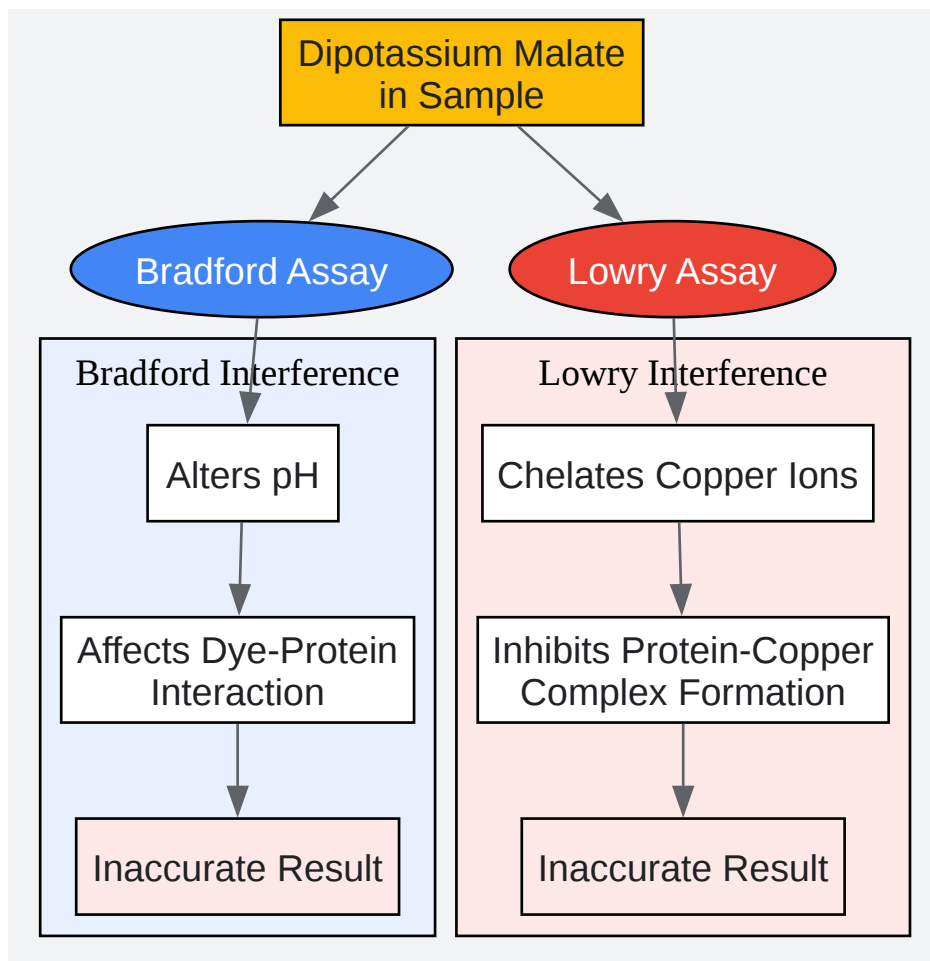 Dipotassium Malate
in Sample
Bradford Assay
Lowry Assay
Bradford Interference
Lowry Interference
Alters pH
Chelates Copper Ions
Affects Dye-Protein
Interaction
Inhibits Protein-Copper
Complex Formation
Inaccurate Result
Inaccurate Result